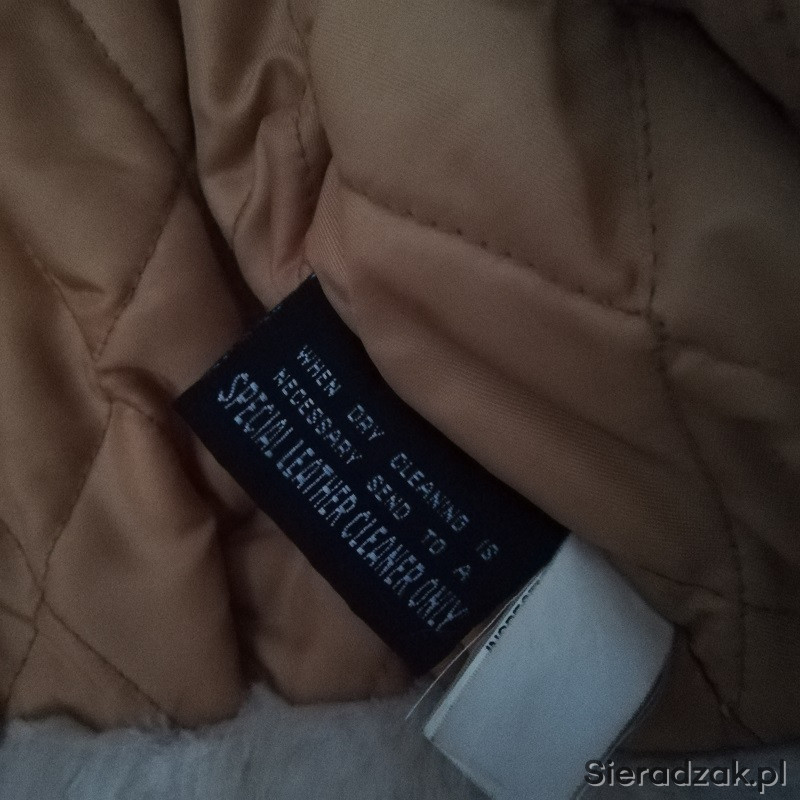 WHEN DRY CLEANING IS
NECESSARY SEND TO A
SPECIAL LEATHER CLEANER ONLY
Sieradzak.pl